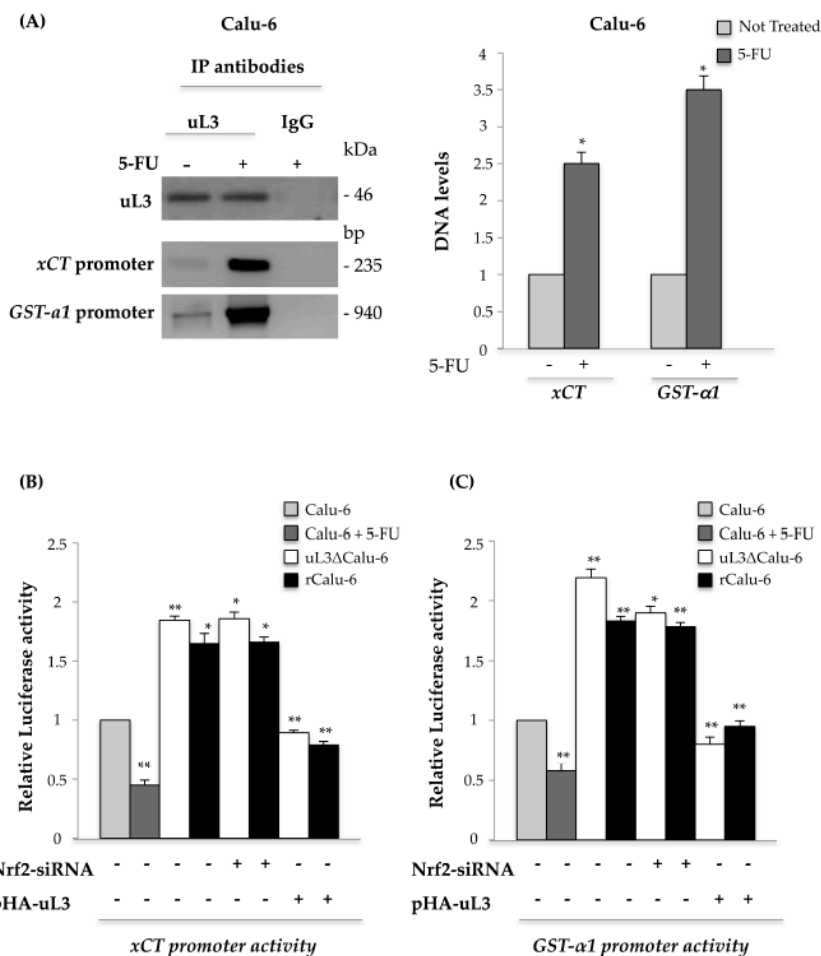 (A)
Calu-6
IP antibodies
uL3 IgG
kDa
5-FU - + +
uL3 - 46
bp
xCT promoter - 235
GST-a1 promoter - 940
Calu-6
Not Treated
5-FU
DNA levels
4
3.5
3
2.5
2
1.5
1
0.5
0
* *
5-FU - + - +
xCT GST-α1
(B)
Calu-6
Calu-6 + 5-FU
uL3ΔCalu-6
rCalu-6
Relative Luciferase activity
2.5
2
1.5
1
0.5
0
** ** * * * ** **
Nrf2-siRNA - - - - + + - -
pHA-uL3 - - - - - - + +
xCT promoter activity
(C)
Calu-6
Calu-6 + 5-FU
uL3ΔCalu-6
rCalu-6
Relative Luciferase activity
2.5
2
1.5
1
0.5
0
** ** ** * ** ** **
Nrf2-siRNA - - - - + + - -
pHA-uL3 - - - - - - + +
GST-α1 promoter activity